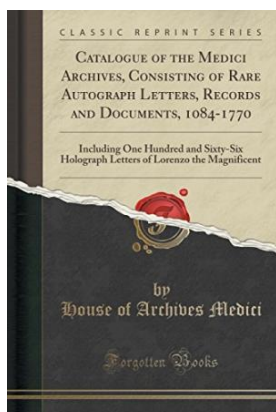 CLASSIC REPRINT SERIES
CATALOGUE OF THE MEDICI
ARCHIVES, CONSISTING OF RARE
AUTOGRAPH LETTERS, RECORDS
AND DOCUMENTS, 1084-1770
Including One Hundred and Sixty-Six
Holograph Letters of Lorenzo the Magnificent
by
House of Archives Medici
Forgotten Books